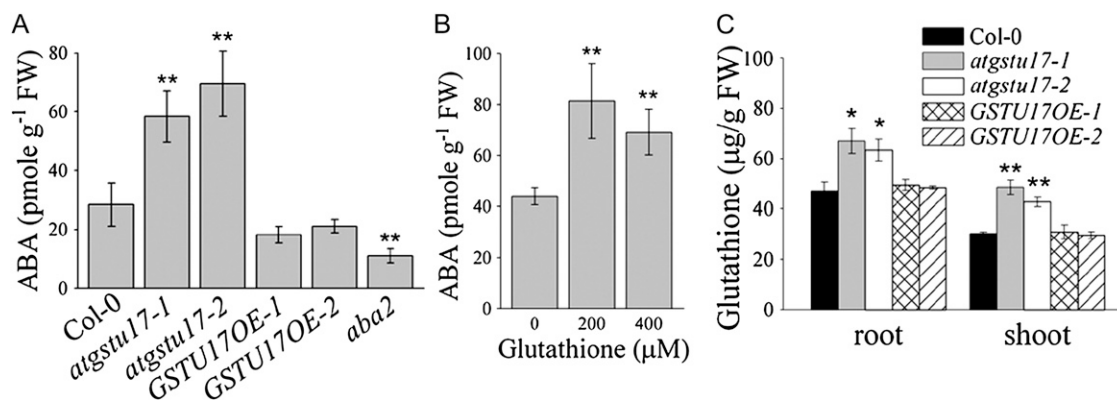 A
ABA (pmole g⁻¹ FW)
80
60
40
20
0
**
**
**
Col-0
atgstu17-1
atgstu17-2
GSTU17OE-1
GSTU17OE-2
aba2
B
ABA (pmole g⁻¹ FW)
100
80
60
40
20
0
**
**
0 200 400
Glutathione (μM)
C
Glutathione (μg/g FW)
100
80
60
40
20
0
Col-0
atgstu17-1
atgstu17-2
GSTU17OE-1
GSTU17OE-2
* *
** **
root shoot